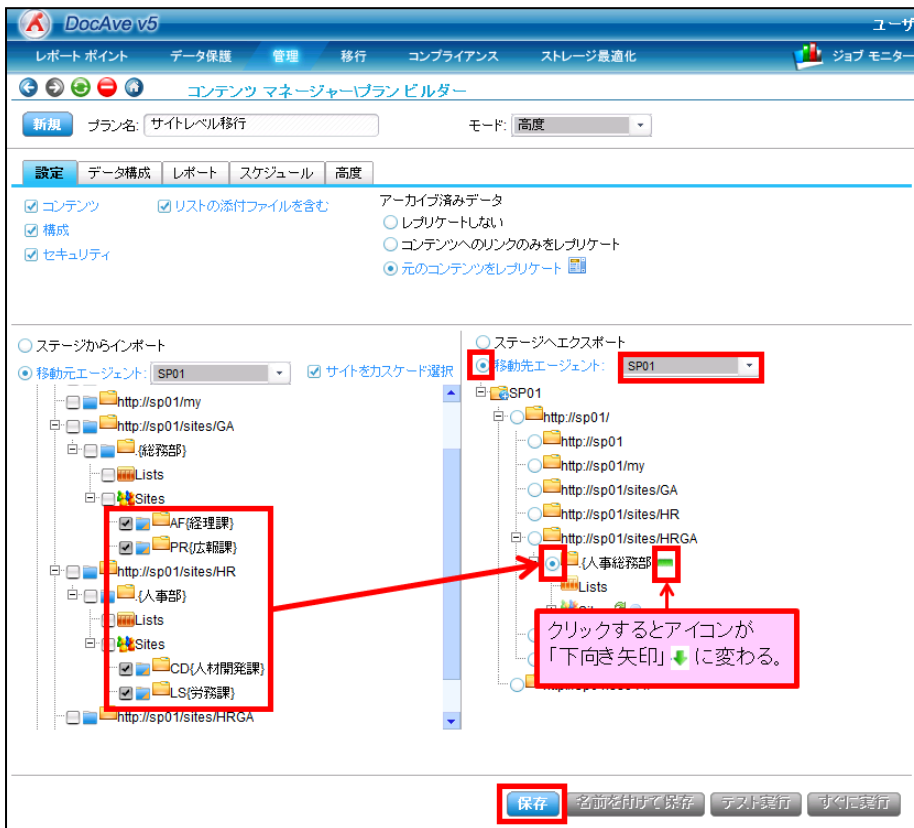 DocAve v5
ユーザ
レポート ポイント データ保護 管理 移行 コンプライアンス ストレージ最適化 ジョブ モニター
コンテンツ マネージャー\プラン ビルダー
新規 プラン名: サイトレベル移行 モード: 高度
設定 データ構成 レポート スケジュール 高度
コンテンツ リストの添付ファイルを含む
構成
セキュリティ
アーカイブ済みデータ
レプリケートしない
コンテンツへのリンクのみをレプリケート
元のコンテンツをレプリケート
ステージからインポート
移動元エージェント: SP01 サイトをカスケード選択
http://sp01/my
http://sp01/sites/GA
.{総務部}
Lists
Sites
AF{経理課}
PR{広報課}
http://sp01/sites/HR
.{人事部}
Lists
Sites
CD{人材開発課}
LS{労務課}
http://sp01/sites/HRGA
ステージへエクスポート
移動先エージェント: SP01
SP01
http://sp01/
http://sp01
http://sp01/my
http://sp01/sites/GA
http://sp01/sites/HR
http://sp01/sites/HRGA
.{人事総務部
Lists
クリックするとアイコンが
「下向き矢印」に変わる。
保存 名前を付けて保存 テスト実行 すぐに実行